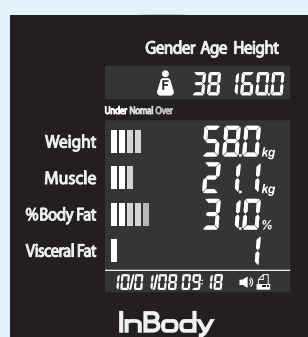 Gender Age Height
F 38 160.0
Under Normal Over
Weight 58.0 kg
Muscle 21.1 kg
%Body Fat 31.0 %
Visceral Fat 1
10/01/08 09:18
InBody